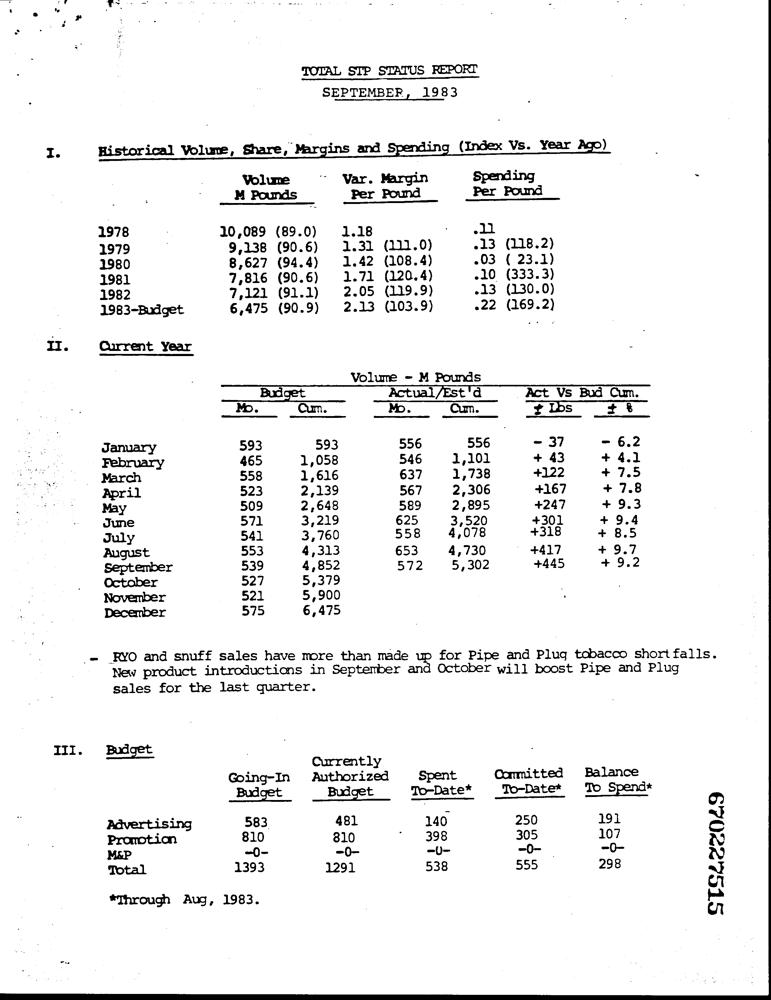 TOTAL STP STATUS REPORT
SEPTEMBER, 1983
I. Historical Volume, Share, Margins and Spending (Index Vs. Year Ago)
Volume Var. Margin Spending
M Pounds Per Pound Per Pound
1978 10,089 (89.0) 1.18 .11
1979 9,138 (90.6) 1.31 (111.0) .13 (118.2)
1980 8,627 (94.4) 1.42 (108.4) .03 ( 23.1)
1981 7,816 (90.6) 1.71 (120.4) .10 (333.3)
1982 7,121 (91.1) 2.05 (119.9) .13 (130.0)
1983-Budget 6,475 (90.9) 2.13 (103.9) .22 (169.2)
II. Current Year
Volume - M Pounds
Budget Actual/Est'd Act Vs Bud Cum.
Mo. Cum. Mo. Cum. ± Lbs ± %
January 593 593 556 556 - 37 - 6.2
February 465 1,058 546 1,101 + 43 + 4.1
March 558 1,616 637 1,738 +122 + 7.5
April 523 2,139 567 2,306 +167 + 7.8
May 509 2,648 589 2,895 +247 + 9.3
June 571 3,219 625 3,520 +301 + 9.4
July 541 3,760 558 4,078 +318 + 8.5
August 553 4,313 653 4,730 +417 + 9.7
September 539 4,852 572 5,302 +445 + 9.2
October 527 5,379
November 521 5,900
December 575 6,475
- RYO and snuff sales have more than made up for Pipe and Plug tobacco shortfalls.
New product introductions in September and October will boost Pipe and Plug
sales for the last quarter.
III. Budget
Currently
Going-In Authorized Spent Committed Balance
Budget Budget To-Date* To-Date* To Spend*
Advertising 583 481 140 250 191
Promotion 810 810 398 305 107
M&P -0- -0- -0- -0- -0-
Total 1393 1291 538 555 298
*Through Aug, 1983.
670227515